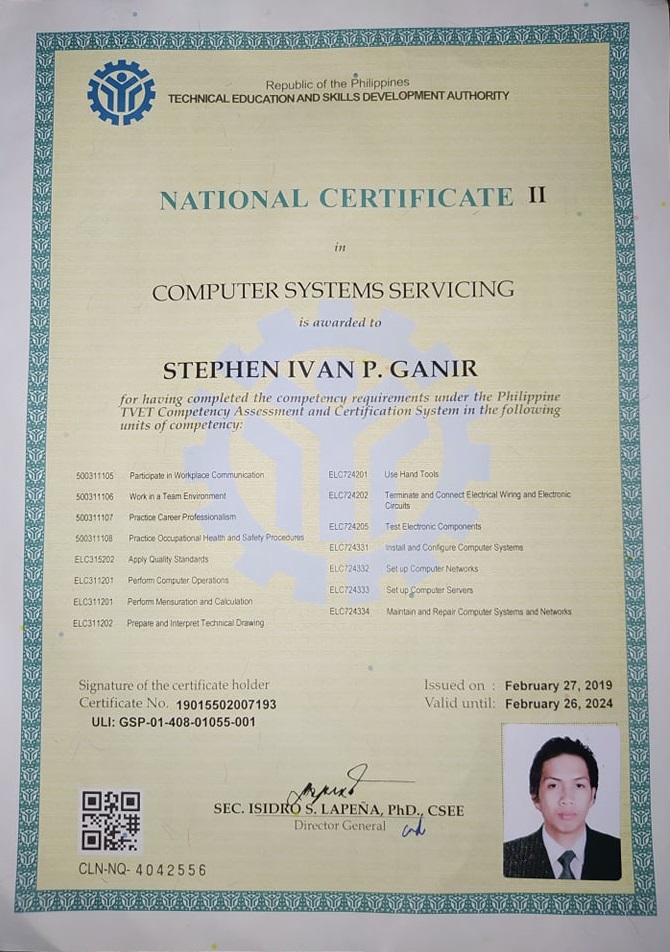 Republic of the Philippines
TECHNICAL EDUCATION AND SKILLS DEVELOPMENT AUTHORITY
NATIONAL CERTIFICATE II
in
COMPUTER SYSTEMS SERVICING
is awarded to
STEPHEN IVAN P. GANIR
for having completed the competency requirements under the Philippine
TVET Competency Assessment and Certification System in the following
units of competency:
500311105 Participate in Workplace Communication
500311106 Work in a Team Environment
500311107 Practice Career Professionalism
500311108 Practice Occupational Health and Safety Procedures
ELC315202 Apply Quality Standards
ELC311201 Perform Computer Operations
ELC311201 Perform Mensuration and Calculation
ELC311202 Prepare and Interpret Technical Drawing
ELC724201 Use Hand Tools
ELC724202 Terminate and Connect Electrical Wiring and Electronic
Circuits
ELC724205 Test Electronic Components
ELC724331 Install and Configure Computer Systems
ELC724332 Set up Computer Networks
ELC724333 Set up Computer Servers
ELC724334 Maintain and Repair Computer Systems and Networks
Signature of the certificate holder
Certificate No. 19015502007193
ULI: GSP-01-408-01055-001
Issued on : February 27, 2019
Valid until: February 26, 2024
SEC. ISIDRO S. LAPEÑA, PhD., CSEE
Director General
CLN-NQ- 4042556